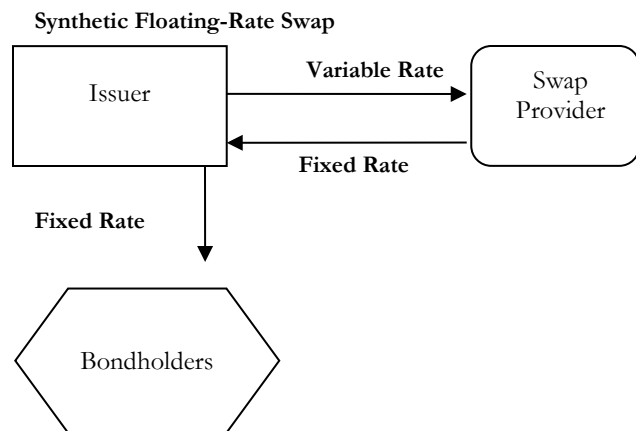 Synthetic Floating-Rate Swap
Issuer
Variable Rate
Swap
Provider
Fixed Rate
Fixed Rate
Bondholders